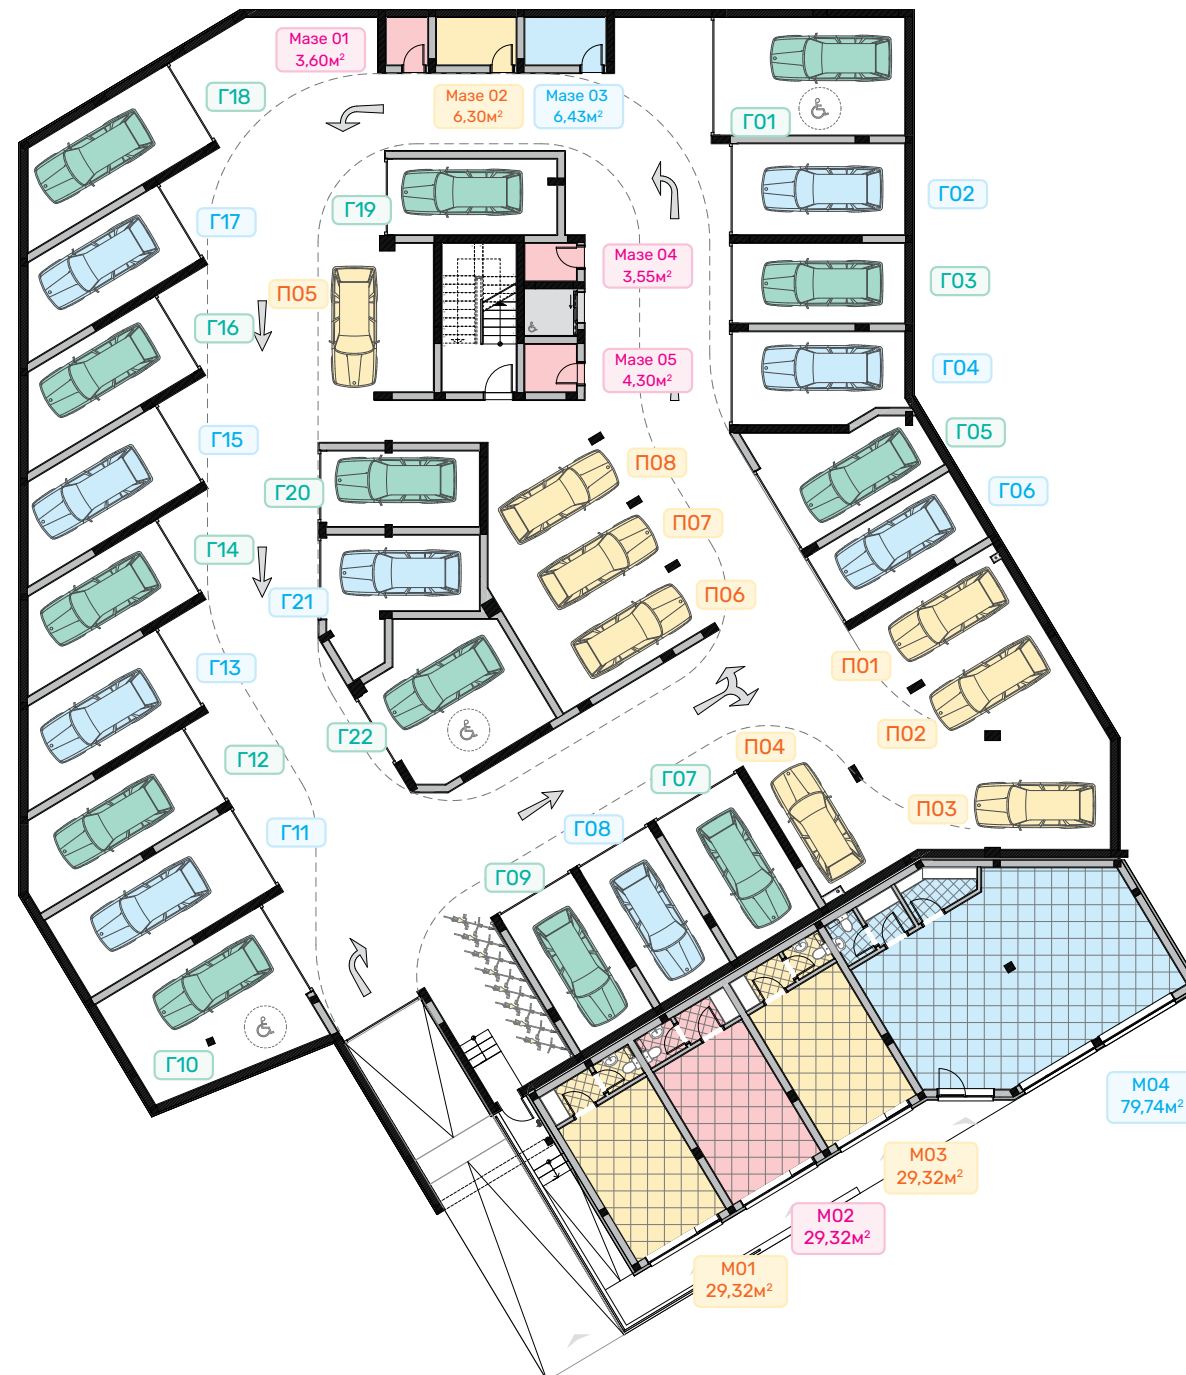 Мазе 01
3,60м²
Мазе 02
6,30м²
Мазе 03
6,43м²
Г18
Г01
Г17
Г19
Г02
Мазе 04
3,55м²
Г03
П05
Г16
Мазе 05
4,30м²
Г04
Г15
Г05
П08
Г20
Г06
П07
Г14
Г21
П06
Г13
П01
Г22
П02
Г12
П04
Г07
П03
Г11
Г08
Г09
Г10
М04
79,74м²
М03
29,32м²
М02
29,32м²
М01
29,32м²